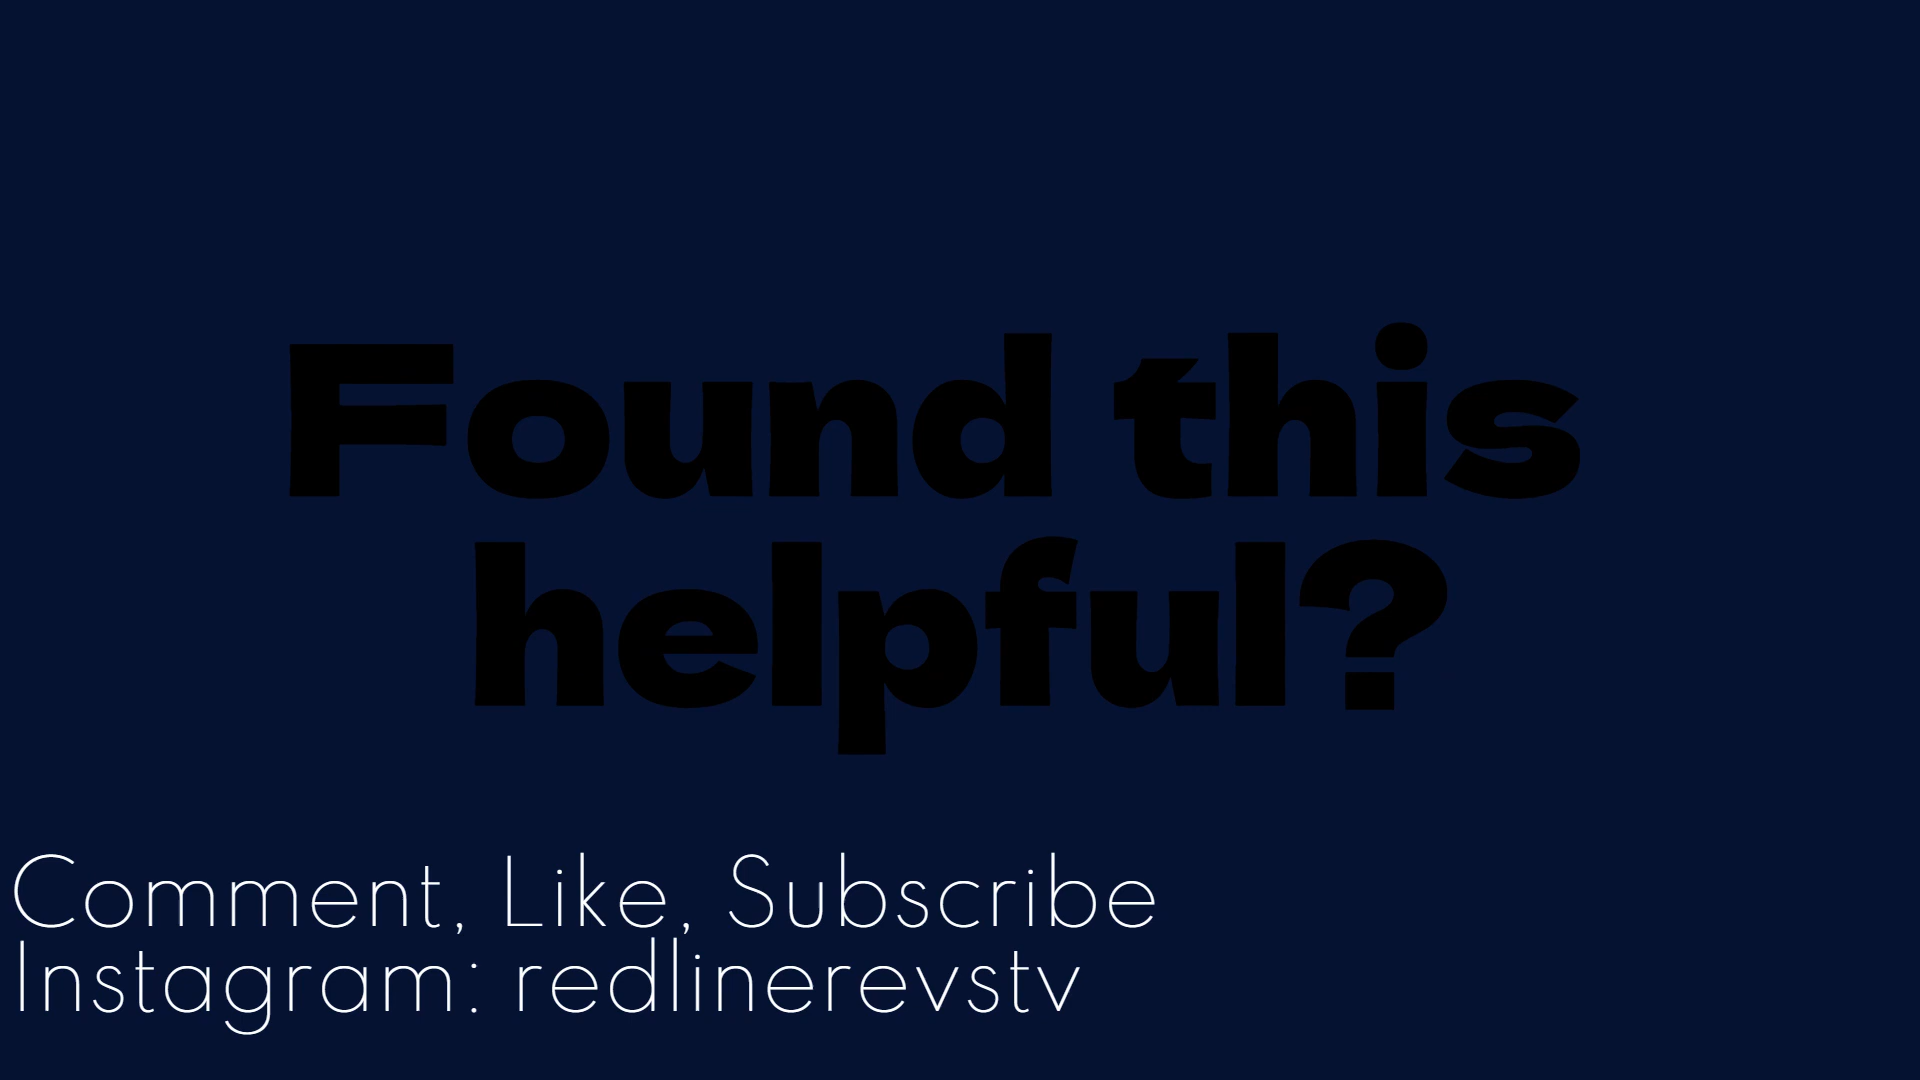 Found this
helpful?
Comment, Like, Subscribe
Instagram: redlinerevstv